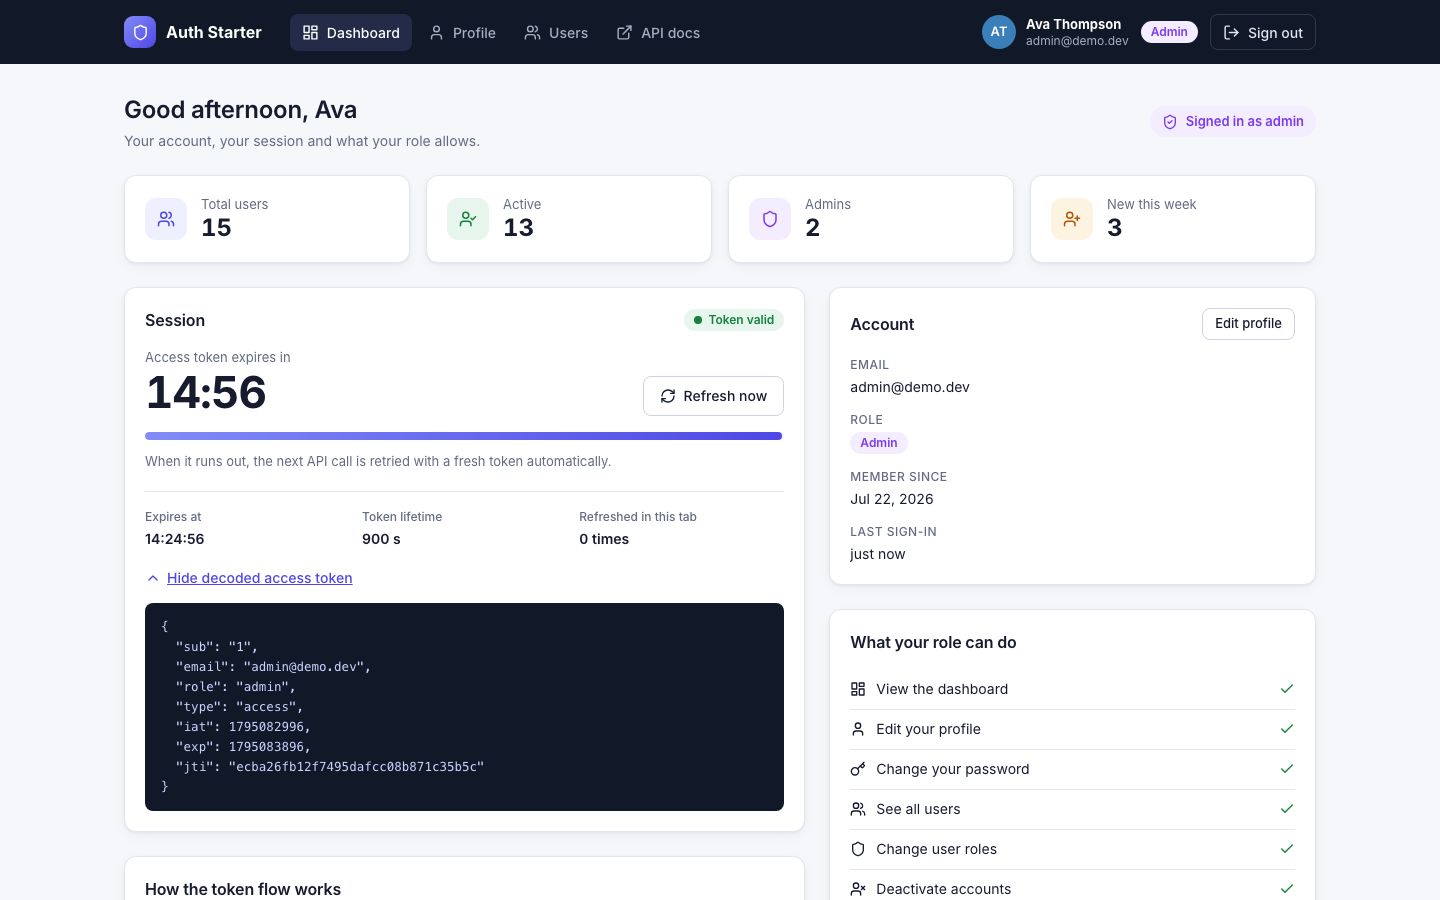 Auth Starter
Dashboard
Profile
Users
API docs
AT
Ava Thompson
admin@demo.dev
Admin
Sign out
Good afternoon, Ava
Your account, your session and what your role allows.
Signed in as admin
Total users
15
Active
13
Admins
2
New this week
3
Session
Token valid
Access token expires in
14:56
Refresh now
When it runs out, the next API call is retried with a fresh token automatically.
Expires at
14:24:56
Token lifetime
900 s
Refreshed in this tab
0 times
Hide decoded access token
{
  "sub": "1",
  "email": "admin@demo.dev",
  "role": "admin",
  "type": "access",
  "iat": 1795082996,
  "exp": 1795083896,
  "jti": "ecba26fb12f7495dafcc08b871c35b5c"
}
How the token flow works
Account
Edit profile
EMAIL
admin@demo.dev
ROLE
Admin
MEMBER SINCE
Jul 22, 2026
LAST SIGN-IN
just now
What your role can do
View the dashboard
Edit your profile
Change your password
See all users
Change user roles
Deactivate accounts